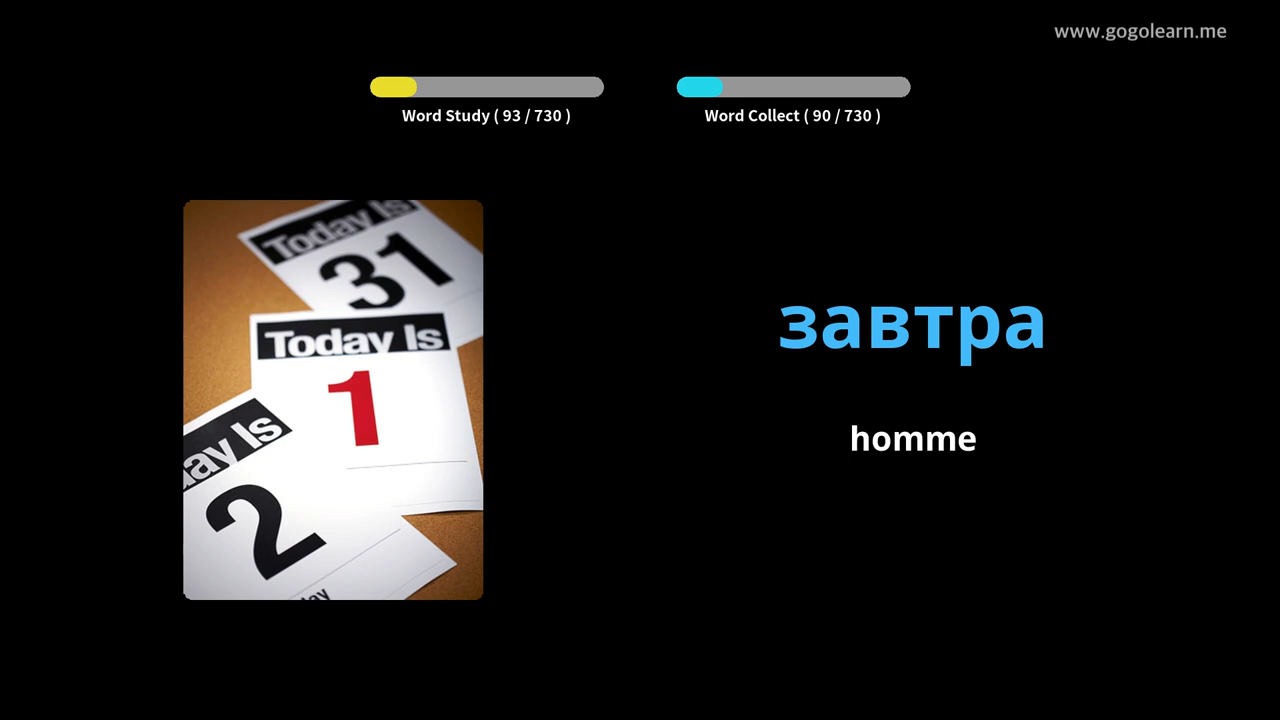 www.gogolearn.me
Word Study ( 93 / 730 )
Word Collect ( 90 / 730 )
Today Is
31
Today Is
1
ay Is
2
завтра
homme